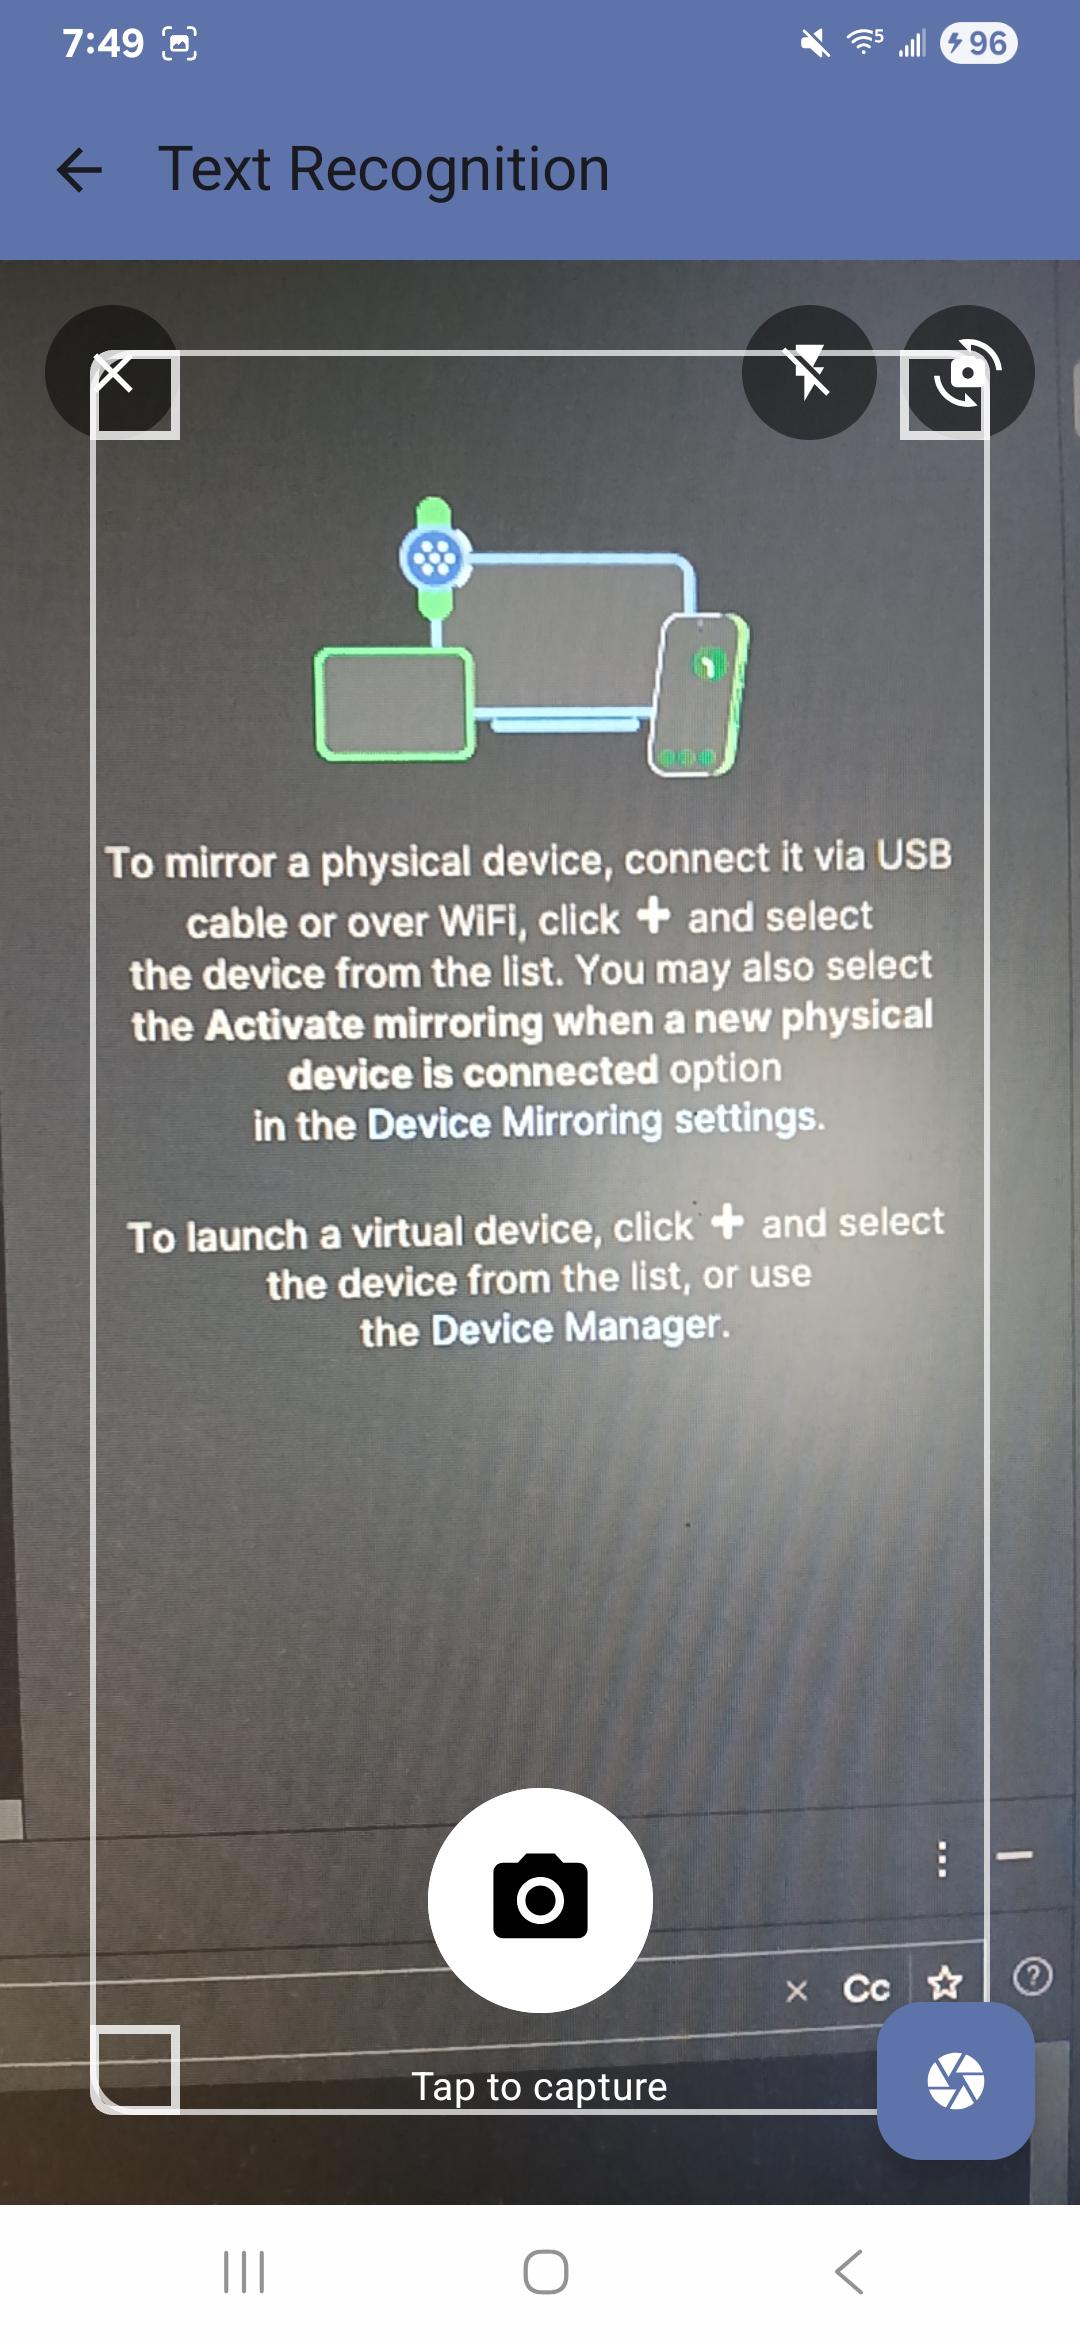 7:49
5
96
Text Recognition
To mirror a physical device, connect it via USB
cable or over WiFi, click + and select
the device from the list. You may also select
the Activate mirroring when a new physical
device is connected option
in the Device Mirroring settings.
To launch a virtual device, click + and select
the device from the list, or use
the Device Manager.
Cc
Tap to capture